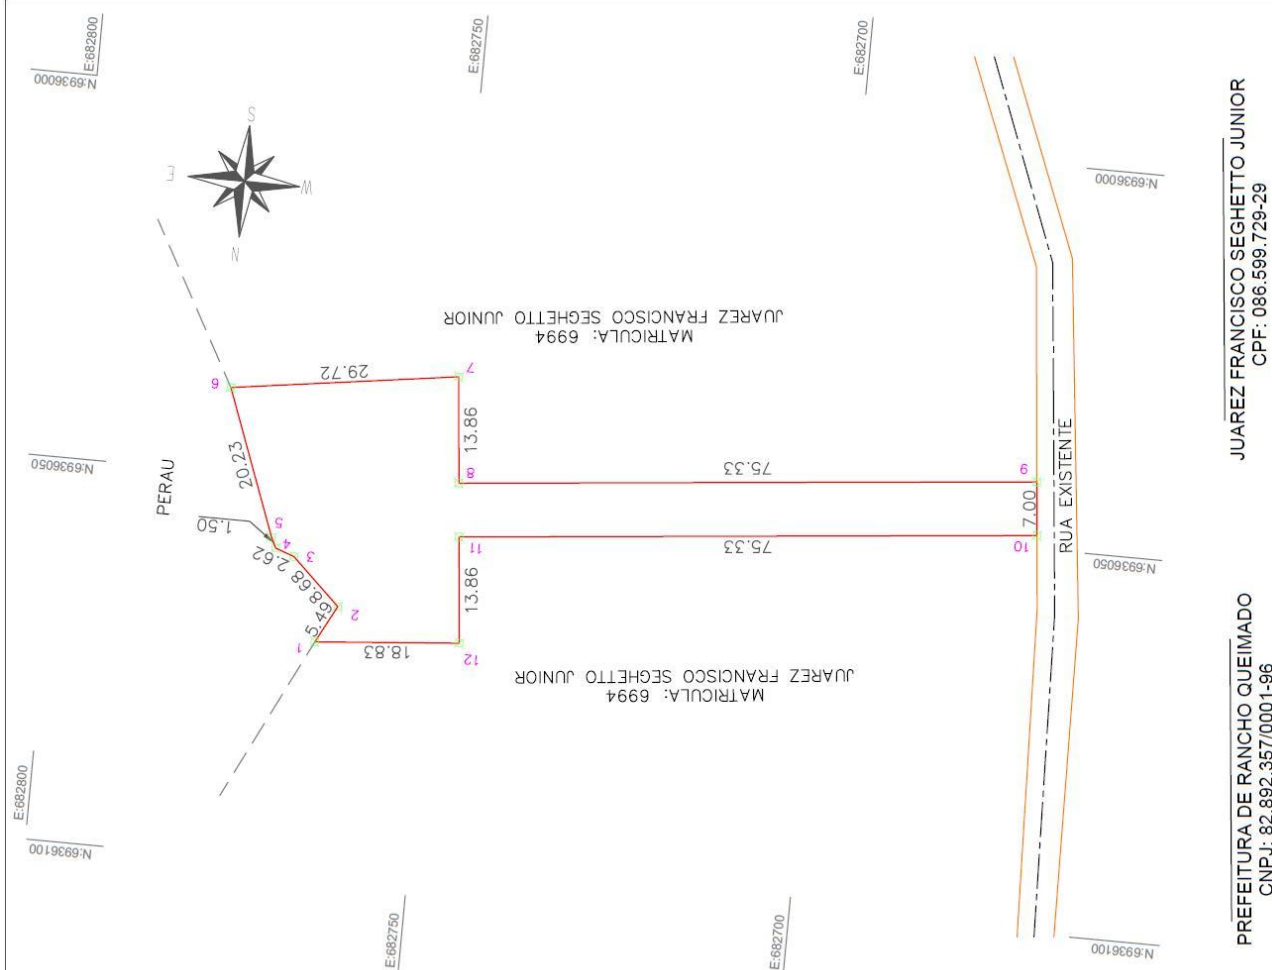 E:682800
N:6936000
E:682750
E:682700
N:6936000
S
E
W
N
JUAREZ FRANCISCO SEGHETTO JUNIOR
MATRICULA: 6994
6
29.72
7
20.23
13.86
PERAU
N:6936050
1.50
5
4
2.62
3
8.68
2
5.49
1
8
75.33
9
7.00
RUA EXISTENTE
11
75.33
10
13.86
18.83
12
N:6936050
JUAREZ FRANCISCO SEGHETTO JUNIOR
MATRICULA: 6994
E:682800
N:6936100
E:682750
E:682700
N:6936100
JUAREZ FRANCISCO SEGHETTO JUNIOR
CPF: 086.599.729-29
PREFEITURA DE RANCHO QUEIMADO
CNPJ: 82.892.357/0001-96